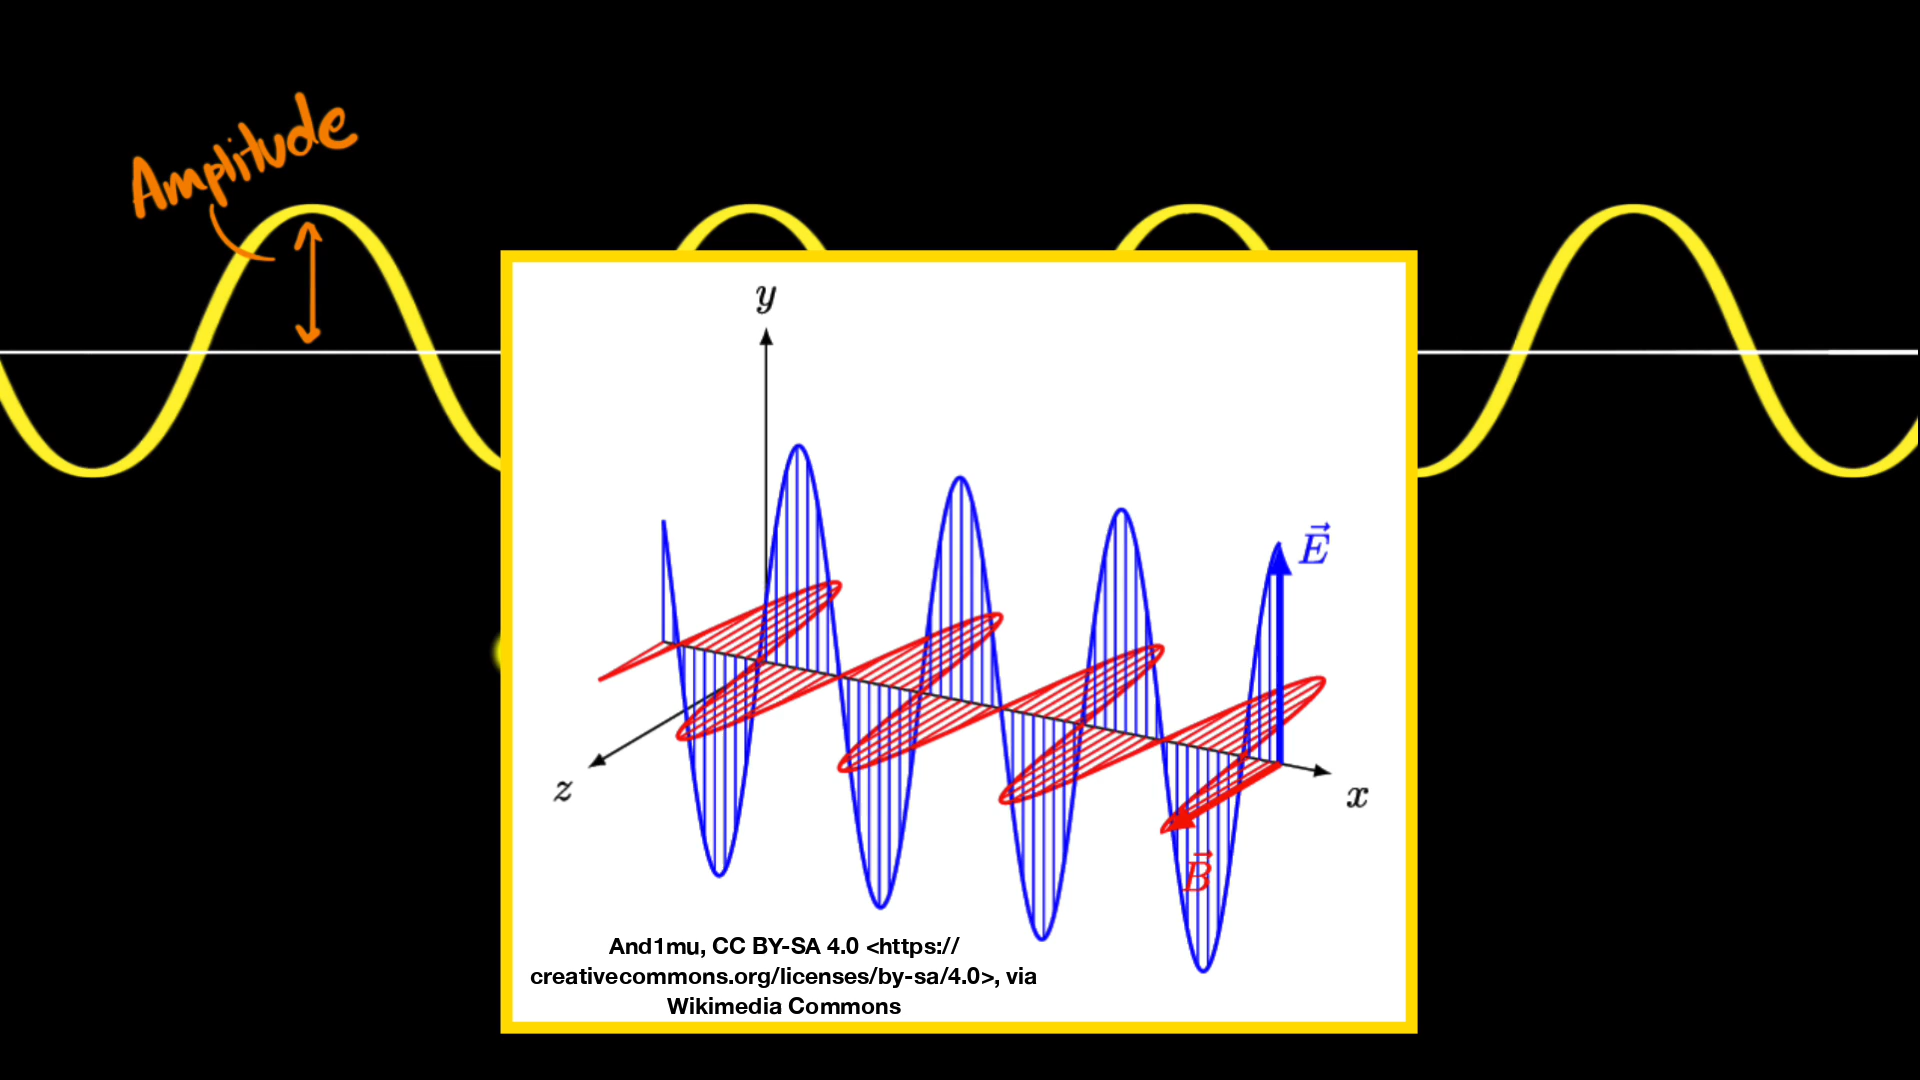 Amplitude
y
E
z
x
B
And1mu, CC BY-SA 4.0 <https://
creativecommons.org/licenses/by-sa/4.0>, via
Wikimedia Commons